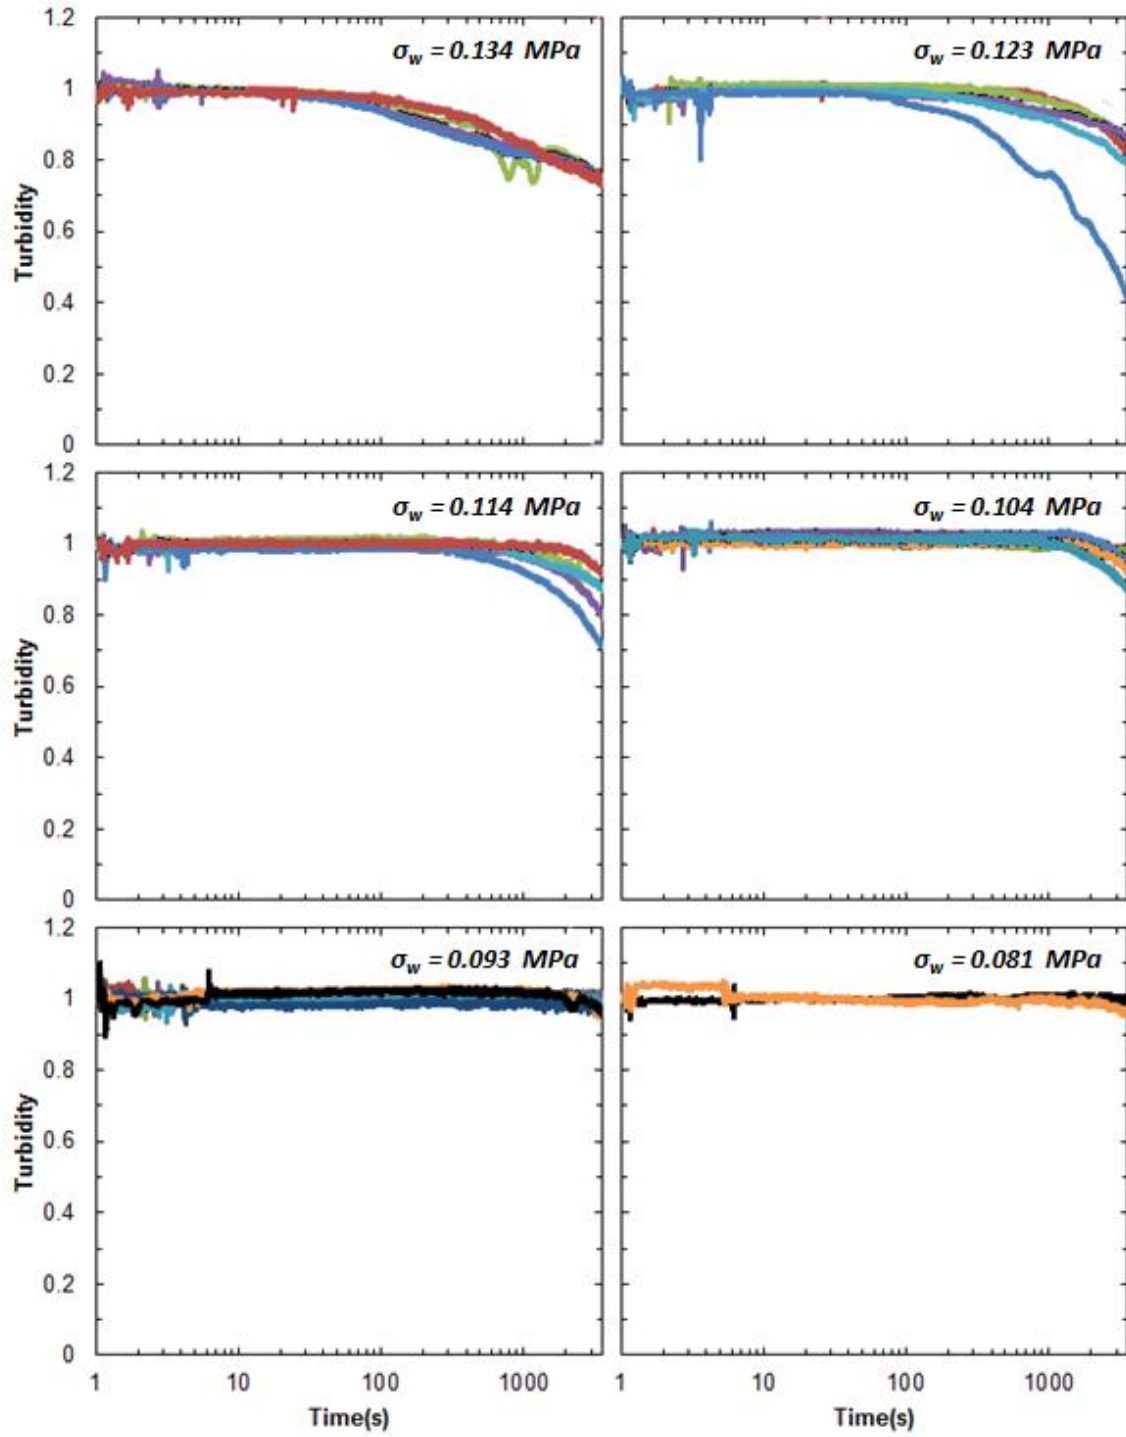 1.2
σw = 0.134 MPa
σw = 0.123 MPa
1
0.8
Turbidity
Turbidity
0.6
0.4
0.2
0
1.2
σw = 0.114 MPa
σw = 0.104 MPa
1
0.8
Turbidity
0.6
0.4
0.2
0
1.2
σw = 0.093 MPa
σw = 0.081 MPa
1
0.8
Turbidity
0.6
0.4
0.2
0
1 10 100 1000
1 10 100 1000
Time(s)
Time(s)